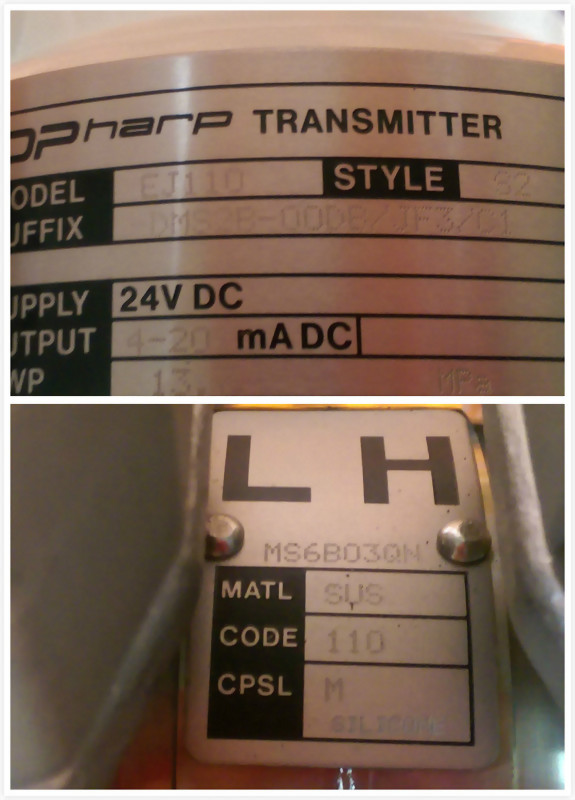 DPharp TRANSMITTER
ODEL EJ110 STYLE S2
UFFIX -DMS2B-00DB/JF3/C1
UPPLY 24V DC
UTPUT 4-20 mA DC
WP 13. MPa
L H
MS6B03QN
MATL SUS
CODE 110
CPSL M
SILICONE